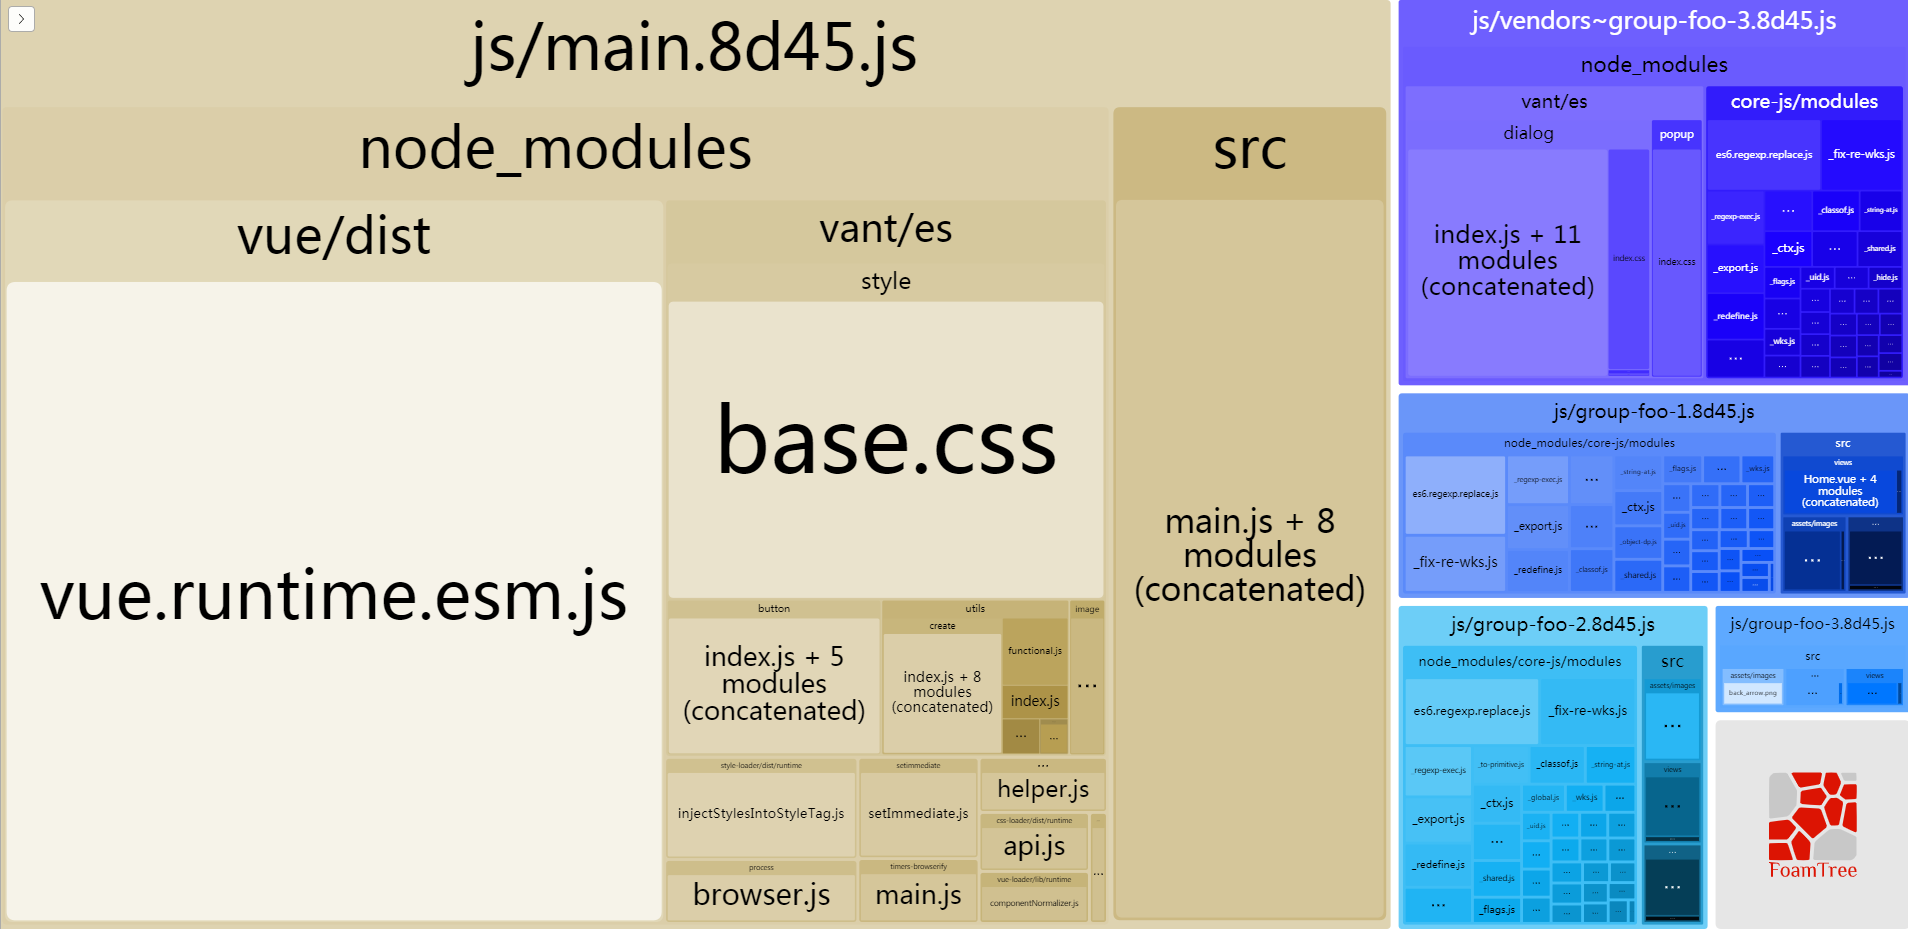 js/main.8d45.js
node_modules
vue/dist
vue.runtime.esm.js
vant/es
style
base.css
button
index.js + 5
modules
(concatenated)
utils
create
index.js + 8
modules
(concatenated)
functional.js
index.js
...
...
image
...
style-loader/dist/runtime
injectStylesIntoStyleTag.js
setimmediate
setImmediate.js
...
helper.js
css-loader/dist/runtime
api.js
process
browser.js
timers-browserify
main.js
vue-loader/lib/runtime
componentNormalizer.js
...
src
main.js + 8
modules
(concatenated)
js/vendors~group-foo-3.8d45.js
node_modules
vant/es
dialog
index.js + 11
modules
(concatenated)
index.css
popup
index.css
core-js/modules
es6.regexp.replace.js
_fix-re-wks.js
_regexp-exec.js
...
_classof.js
_string-at.js
_ctx.js
...
_shared.js
_export.js
_flags.js
_uid.js
...
_hide.js
_redefine.js
...
_wks.js
...
js/group-foo-1.8d45.js
node_modules/core-js/modules
es6.regexp.replace.js
_fix-re-wks.js
_regexp-exec.js
...
_string-at.js
_flags.js
...
_wks.js
_export.js
...
_ctx.js
_uid.js
_object-dp.js
_redefine.js
_classof.js
_shared.js
src
views
Home.vue + 4
modules
(concatenated)
assets/images
...
...
...
js/group-foo-2.8d45.js
node_modules/core-js/modules
es6.regexp.replace.js
_fix-re-wks.js
_regexp-exec.js
_to-primitive.js
_classof.js
_string-at.js
_ctx.js
_global.js
_wks.js
...
_export.js
...
_uid.js
_redefine.js
_shared.js
...
_flags.js
src
assets/images
...
views
...
...
...
js/group-foo-3.8d45.js
src
assets/images
back_arrow.png
...
...
views
...
FoamTree